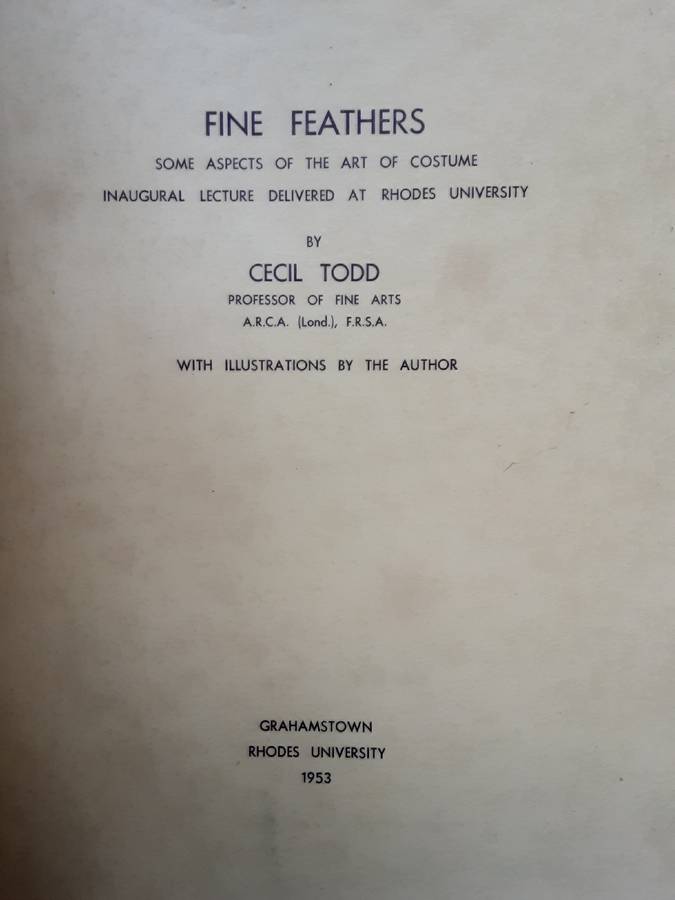 FINE FEATHERS
SOME ASPECTS OF THE ART OF COSTUME
INAUGURAL LECTURE DELIVERED AT RHODES UNIVERSITY
BY
CECIL TODD
PROFESSOR OF FINE ARTS
A.R.C.A. (Lond.), F.R.S.A.
WITH ILLUSTRATIONS BY THE AUTHOR
GRAHAMSTOWN
RHODES UNIVERSITY
1953